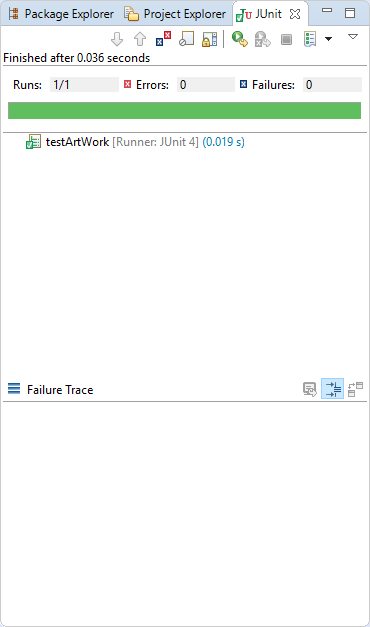 Package Explorer Project Explorer JUnit
Finished after 0.036 seconds
Runs: 1/1 Errors: 0 Failures: 0
testArtWork [Runner: JUnit 4] (0.019 s)
Failure Trace